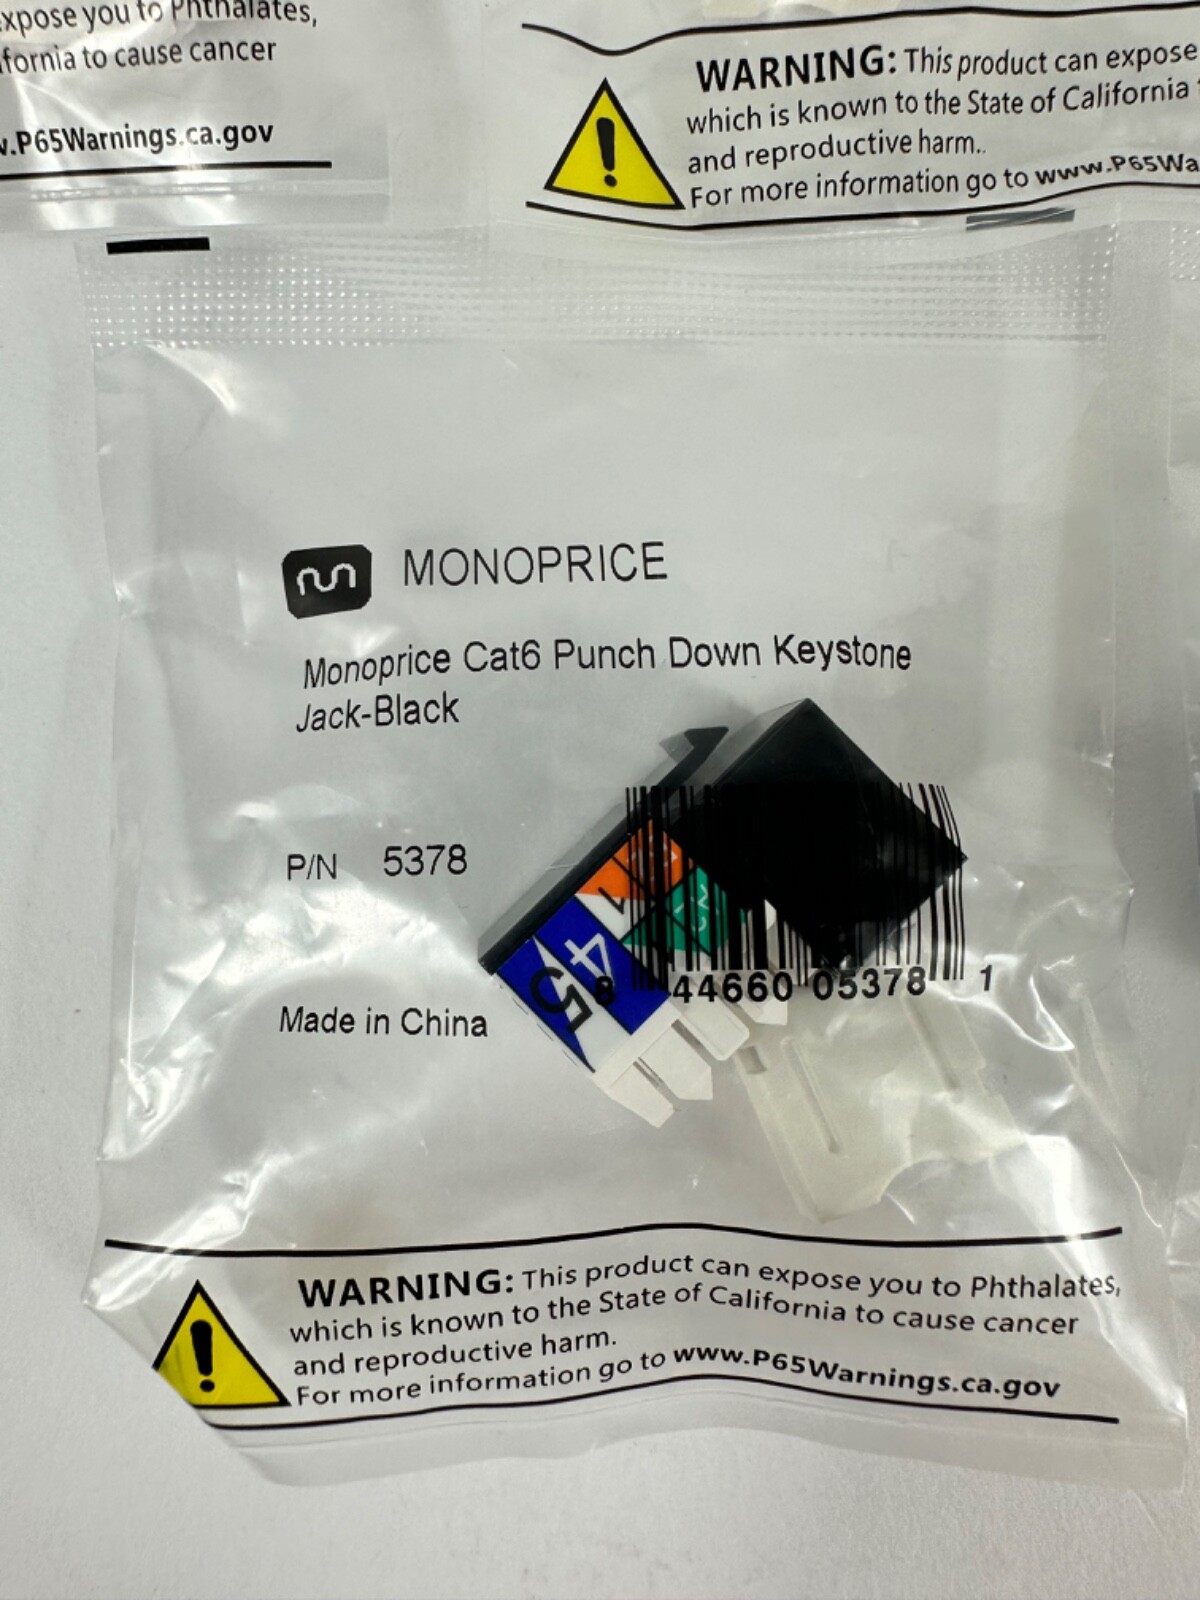 expose you to Phthalates,
ifornia to cause cancer
w.P65Warnings.ca.gov
WARNING: This product can expose
which is known to the State of California
and reproductive harm..
For more information go to www.P65Wa
MONOPRICE
Monoprice Cat6 Punch Down Keystone
Jack-Black
P/N 5378
4
5
8 44660 05378 1
Made in China
WARNING: This product can expose you to Phthalates,
which is known to the State of California to cause cancer
and reproductive harm.
For more information go to www.P65Warnings.ca.gov